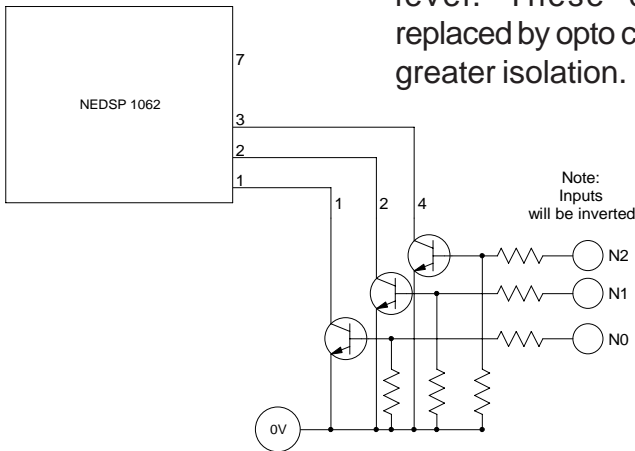 lever. These
replaced by opto c
greater isolation.
7
NEDSP 1062
3
2
1
1 2 4
Note:
Inputs
will be inverted
N2
N1
N0
0V